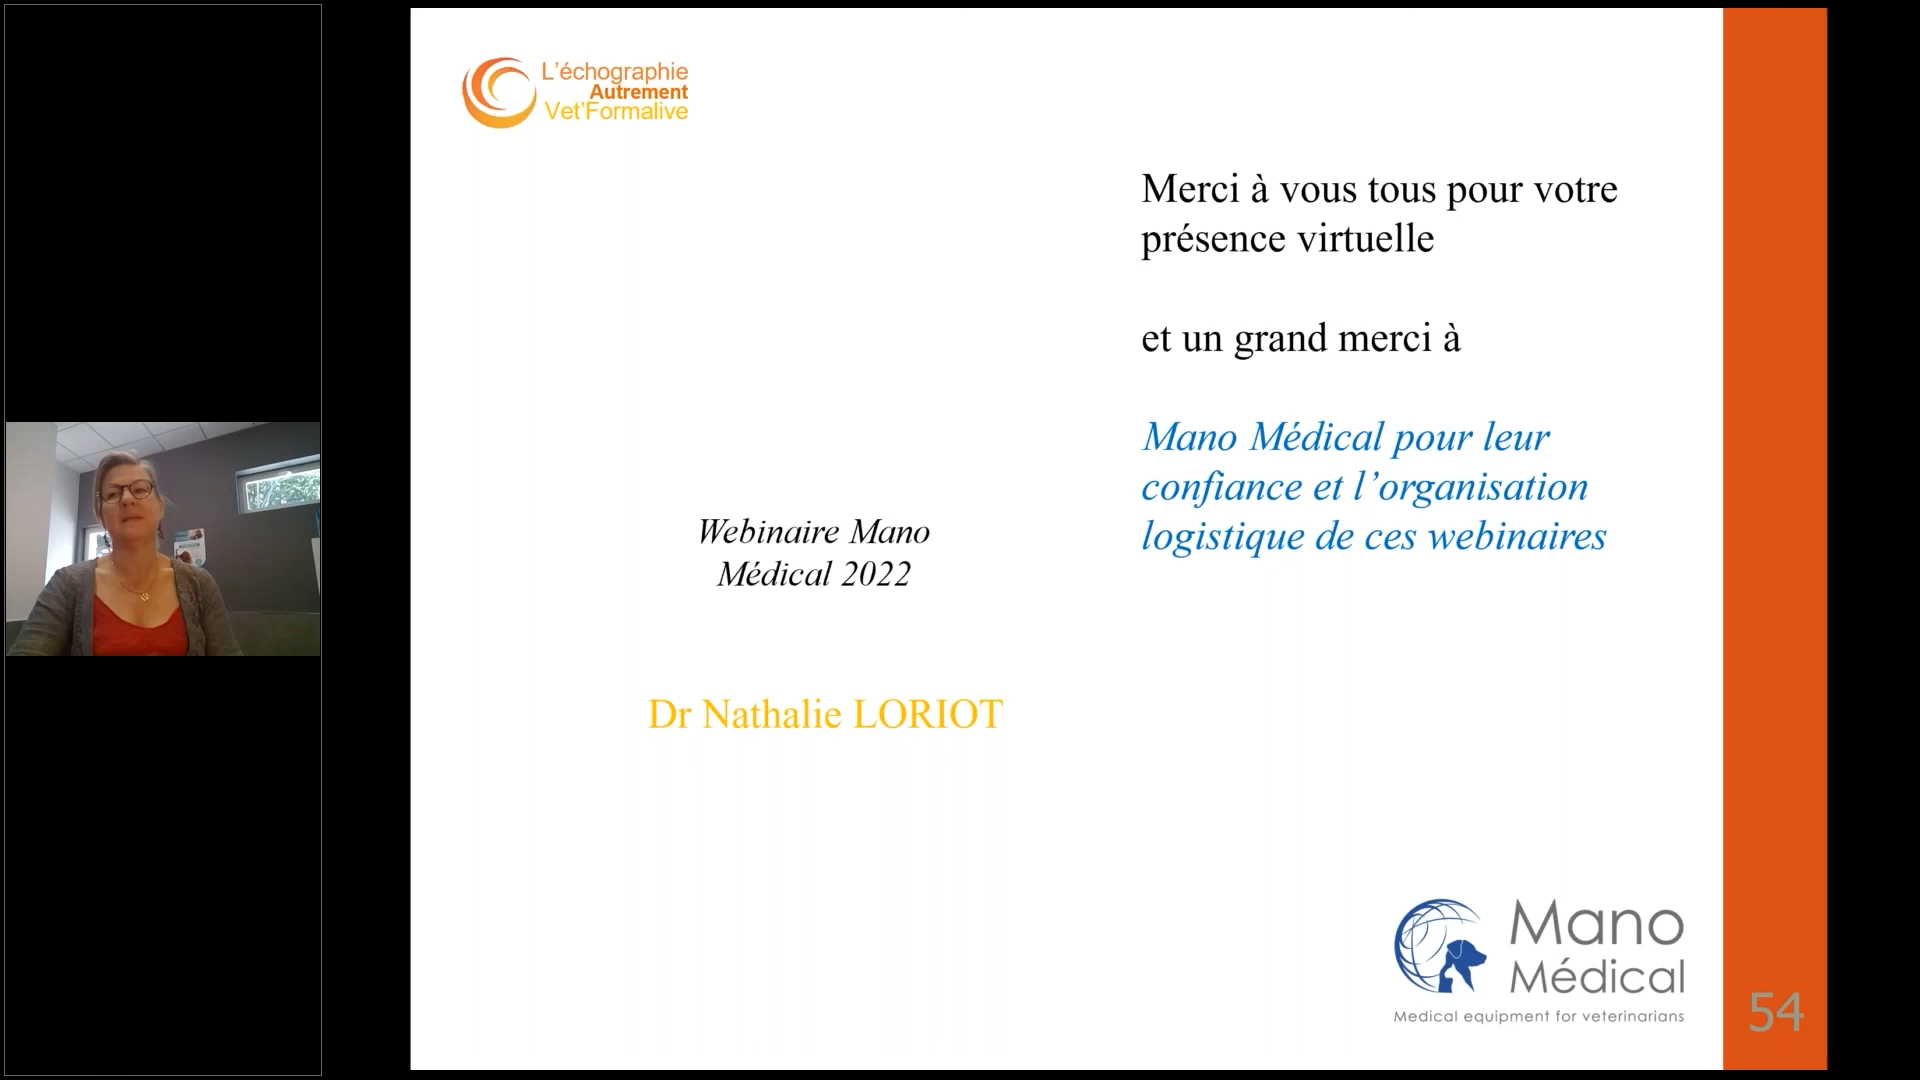 L'échographie
Autrement
Vet'Formalive
Webinaire Mano
Médical 2022
Dr Nathalie LORIOT
Merci à vous tous pour votre
présence virtuelle
et un grand merci à
Mano Médical pour leur
confiance et l’organisation
logistique de ces webinaires
Mano
Médical
Medical equipment for veterinarians
54